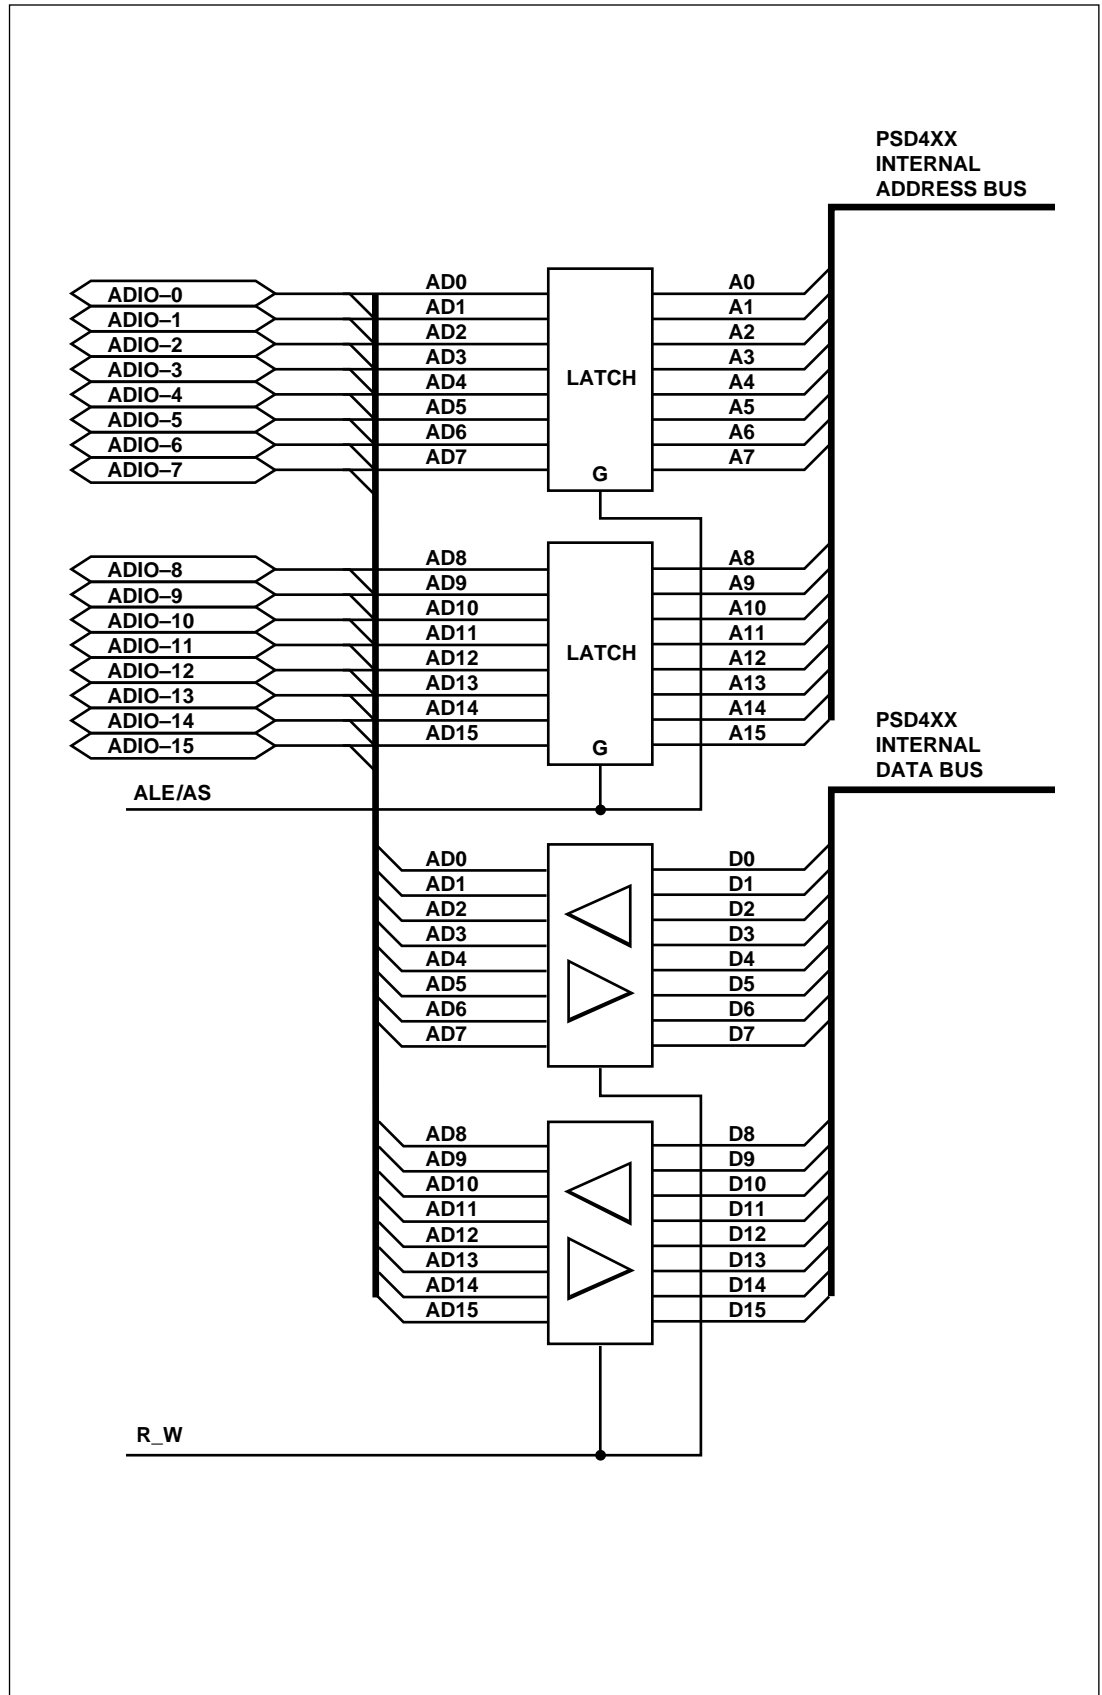 PSD4XX
INTERNAL
ADDRESS BUS
ADIO–0
ADIO–1
ADIO–2
ADIO–3
ADIO–4
ADIO–5
ADIO–6
ADIO–7
AD0
AD1
AD2
AD3
AD4
AD5
AD6
AD7
LATCH
G
A0
A1
A2
A3
A4
A5
A6
A7
ADIO–8
ADIO–9
ADIO–10
ADIO–11
ADIO–12
ADIO–13
ADIO–14
ADIO–15
AD8
AD9
AD10
AD11
AD12
AD13
AD14
AD15
LATCH
G
A8
A9
A10
A11
A12
A13
A14
A15
ALE/AS
PSD4XX
INTERNAL
DATA BUS
AD0
AD1
AD2
AD3
AD4
AD5
AD6
AD7
D0
D1
D2
D3
D4
D5
D6
D7
AD8
AD9
AD10
AD11
AD12
AD13
AD14
AD15
D8
D9
D10
D11
D12
D13
D14
D15
R_W